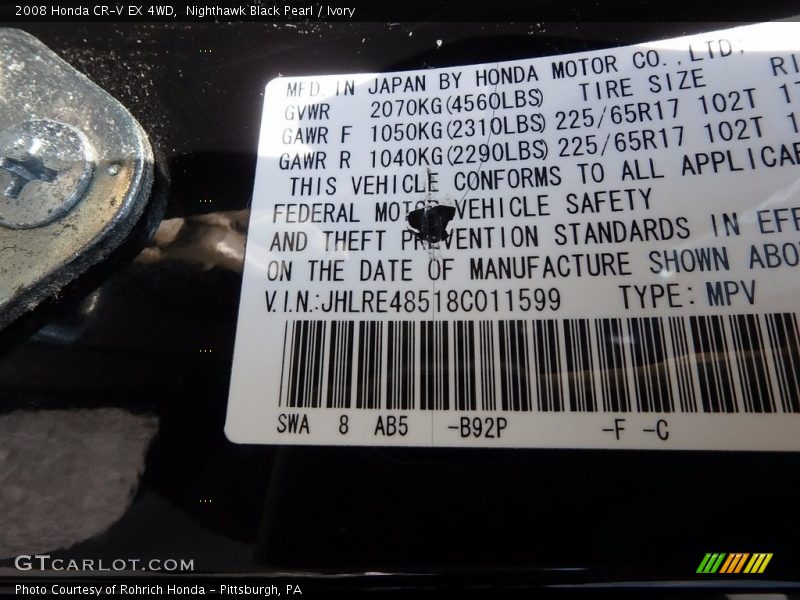 2008 Honda CR-V EX 4WD, Nighthawk Black Pearl / Ivory
MFD. IN JAPAN BY HONDA MOTOR CO.,LTD.
GVWR 2070KG(4560LBS) TIRE SIZE
GAWR F 1050KG(2310LBS) 225/65R17 102T
GAWR R 1040KG(2290LBS) 225/65R17 102T
THIS VEHICLE CONFORMS TO ALL
FEDERAL MOTOR VEHICLE SAFETY
AND THEFT PREVENTION STANDARDS IN
ON THE DATE OF MANUFACTURE SHOWN
V.I.N.:JHLRE48518C011599 TYPE: MPV
SWA 8 AB5 -B92P -F -C
GTCARLOT.COM
Photo Courtesy of Rohrich Honda - Pittsburgh, PA